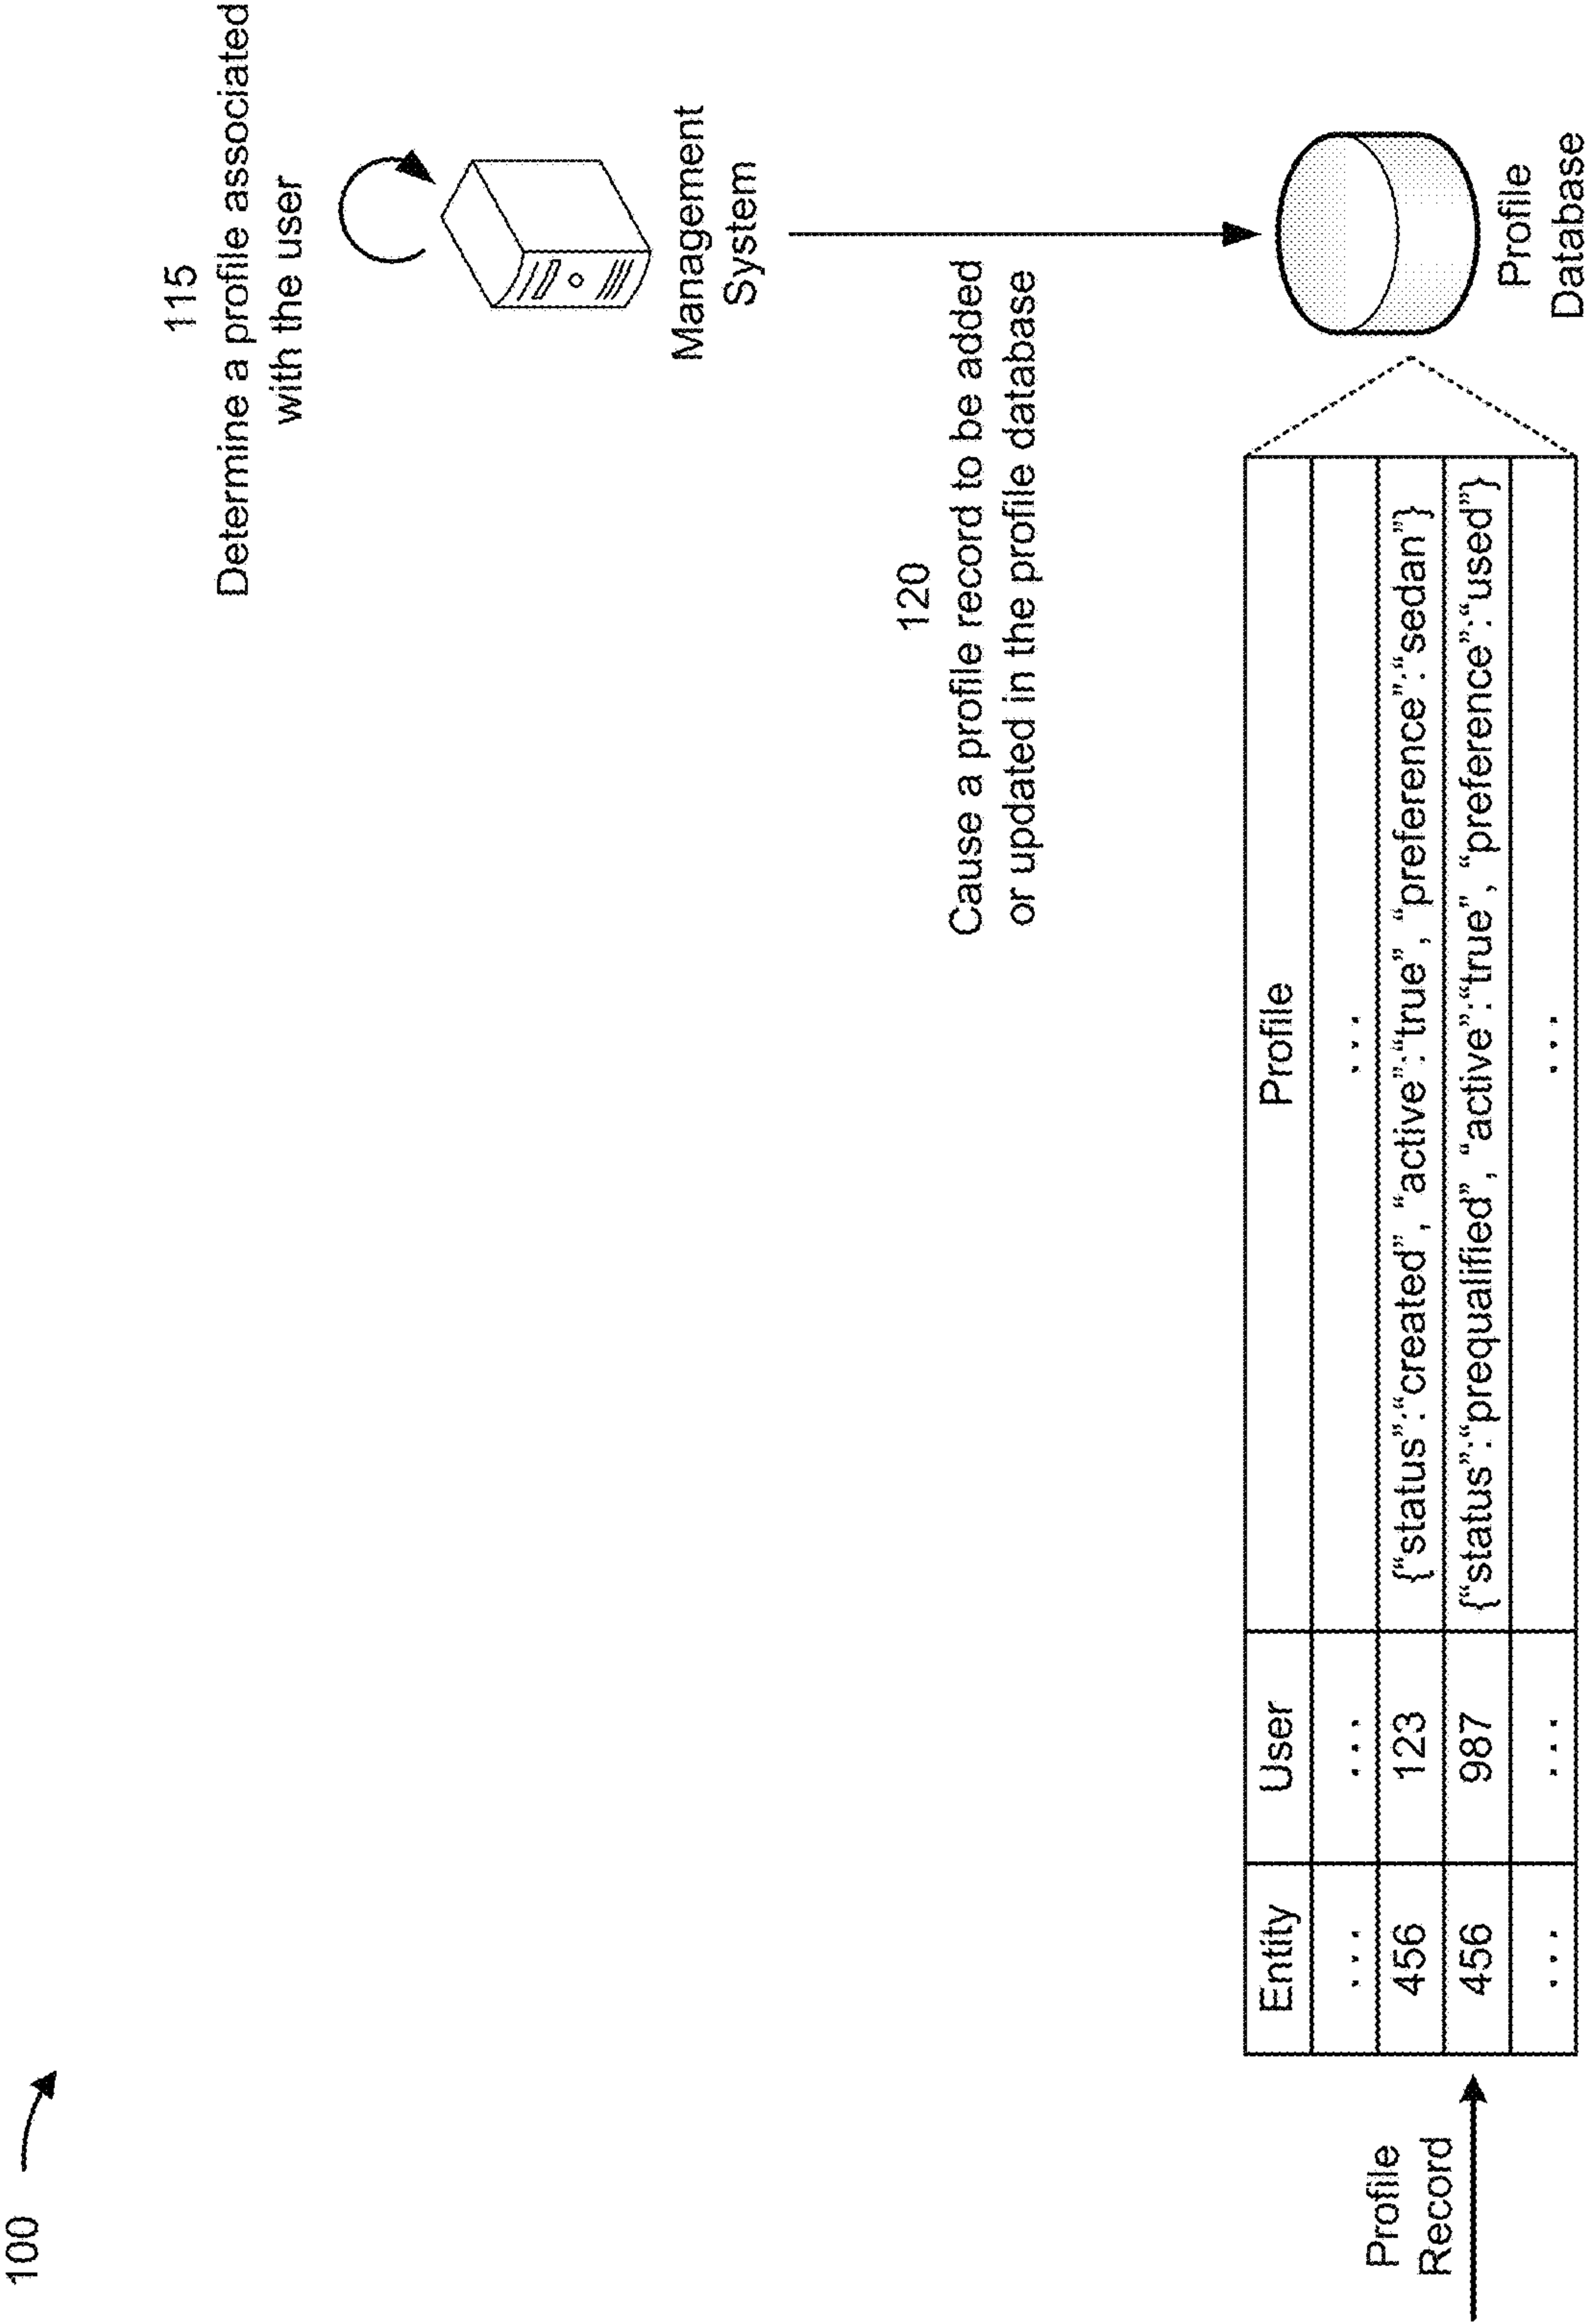 100
115
Determine a profile associated
with the user
Management
System
120
Cause a profile record to be added
or updated in the profile database
Entity User Profile
... ... ...
456 123 {“status”:“created”, “active”:“true”, “preference”:“sedan”}
456 987 {“status”:“prequalified”, “active”:“true”, “preference”:“used”}
... ... ...
Profile
Record
Profile
Database